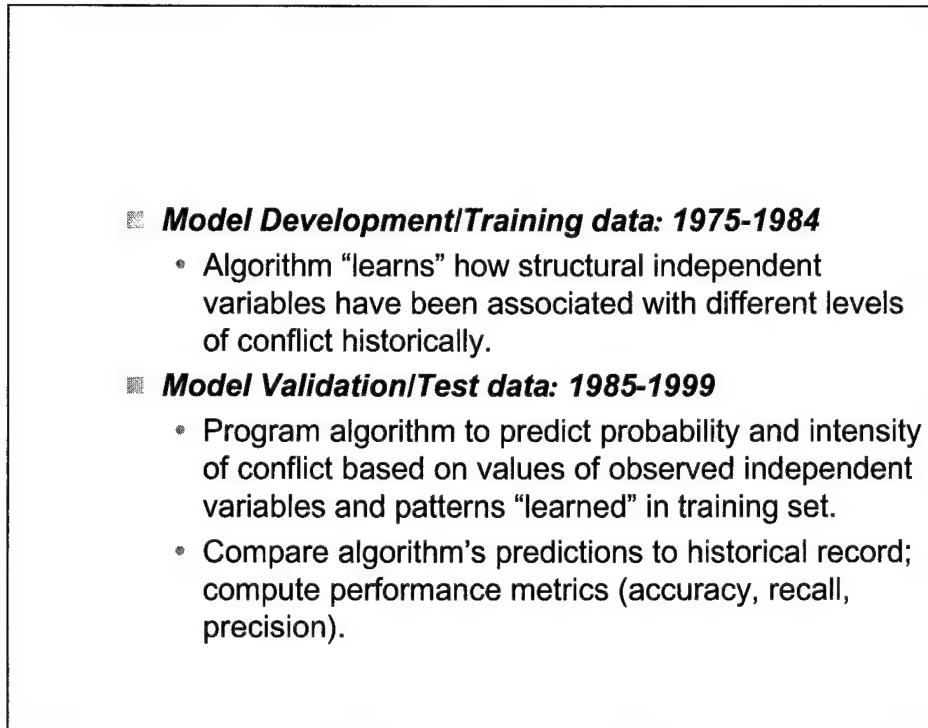 Model Development/Training data: 1975-1984
• Algorithm “learns” how structural independent
variables have been associated with different levels
of conflict historically.
Model Validation/Test data: 1985-1999
• Program algorithm to predict probability and intensity
of conflict based on values of observed independent
variables and patterns “learned” in training set.
• Compare algorithm’s predictions to historical record;
compute performance metrics (accuracy, recall,
precision).